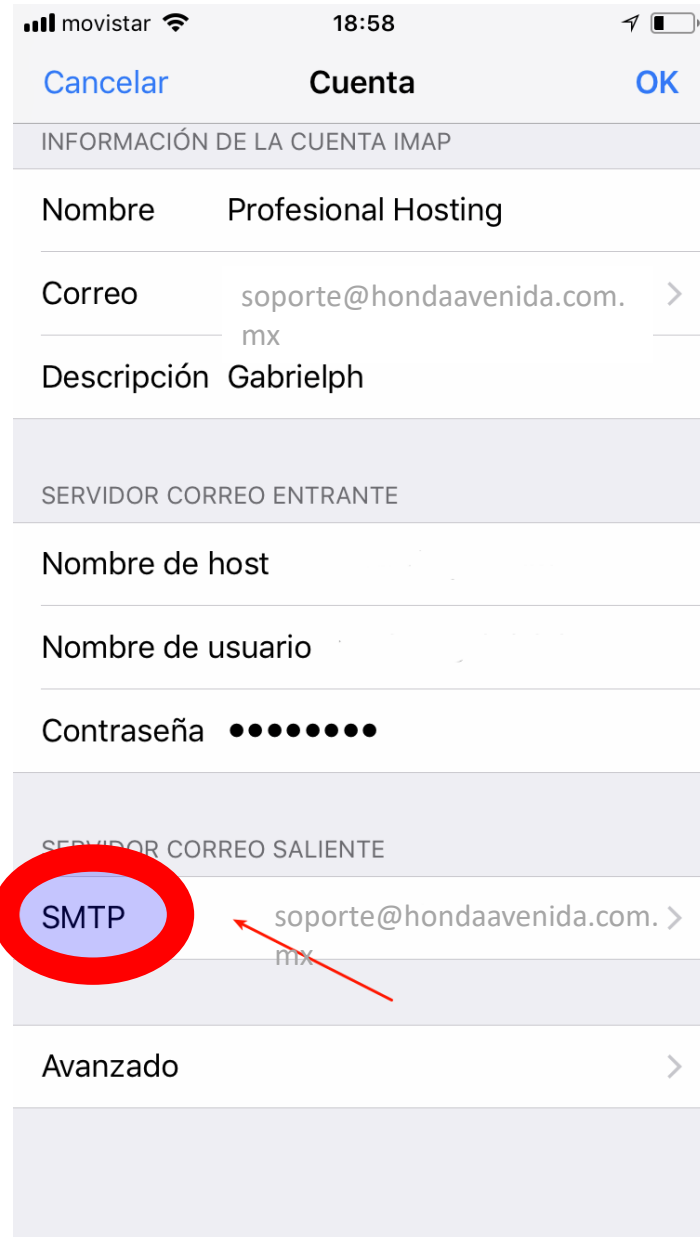 movistar 18:58
Cancelar Cuenta OK
INFORMACIÓN DE LA CUENTA IMAP
Nombre Profesional Hosting
Correo soporte@hondaavenida.com.
mx
Descripción Gabrielph
SERVIDOR CORREO ENTRANTE
Nombre de host
Nombre de usuario
Contraseña ●●●●●●●●
SERVIDOR CORREO SALIENTE
SMTP soporte@hondaavenida.com.
mx
Avanzado